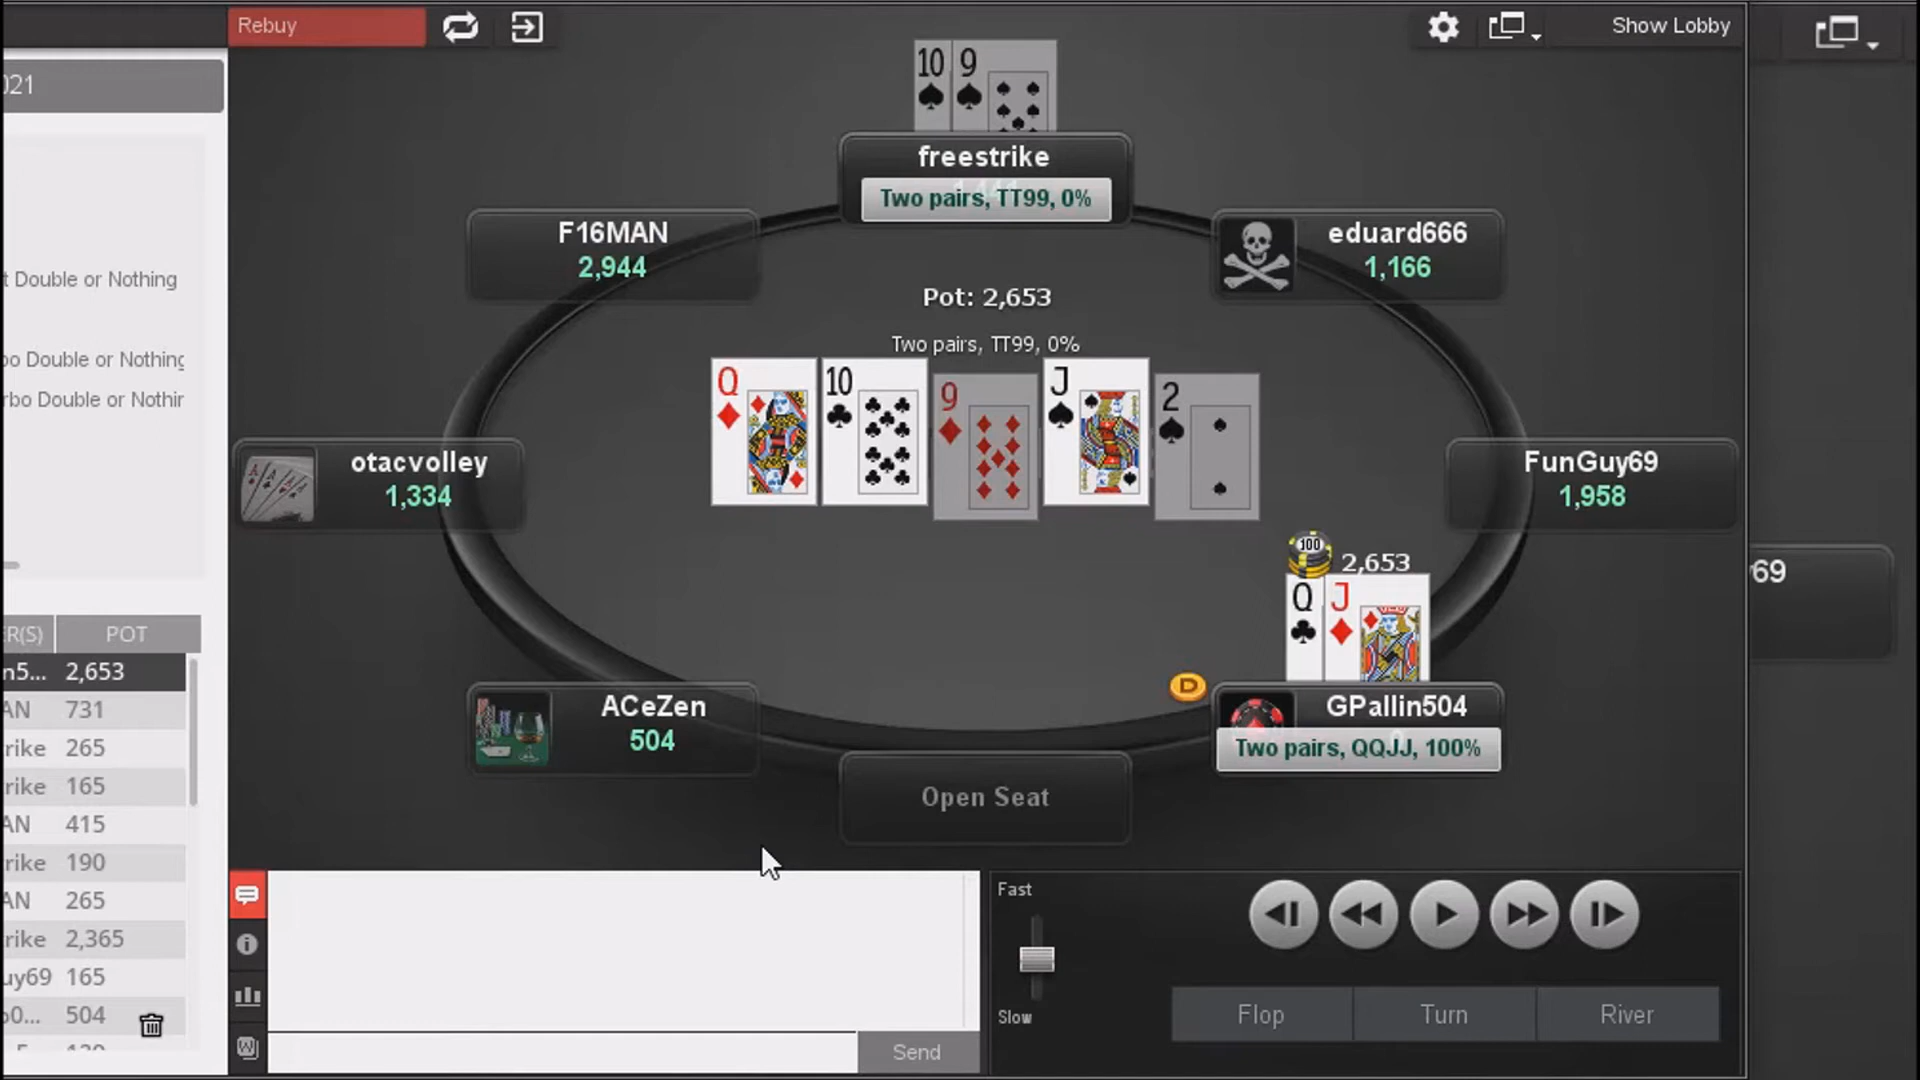 Rebuy
Show Lobby
021
10 9
freestrike
Two pairs, TT99, 0%
F16MAN
2,944
eduard666
1,166
Pot: 2,653
Two pairs, TT99, 0%
t Double or Nothing
oo Double or Nothing
rbo Double or Nothir
Q 10 9 J 2
otacvolley
1,334
FunGuy69
1,958
100
2,653
Q J
69
ER(S) POT
n5... 2,653
AN 731
rike 265
rike 165
AN 415
rike 190
AN 265
rike 2,365
uy69 165
o0... 504
D
ACeZen
504
GPallin504
Two pairs, QQJJ, 100%
Open Seat
Fast
Slow
Flop Turn River
Send